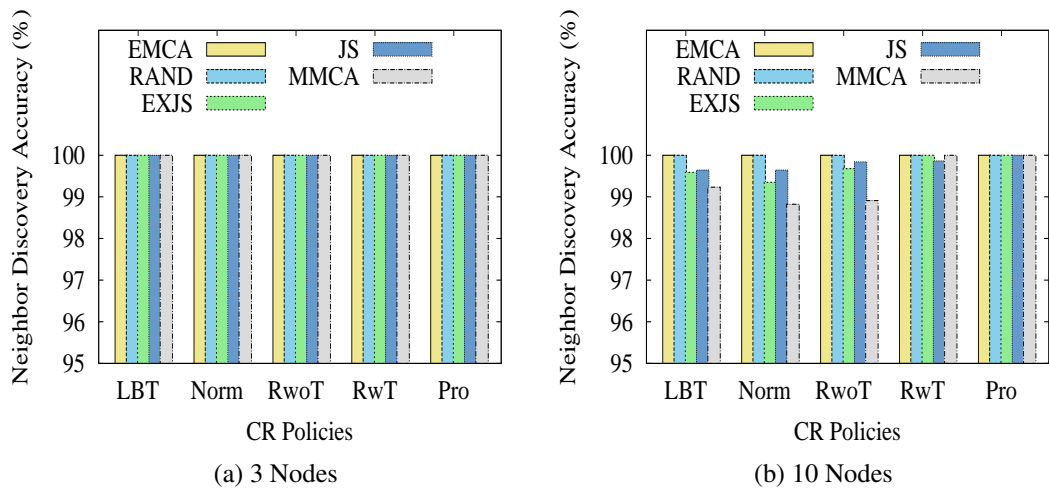 Neighbor Discovery Accuracy (%)
EMCA
RAND
EXJS
JS
MMCA
100
99
98
97
96
95
LBT Norm RwoT RwT Pro
CR Policies
(a) 3 Nodes
Neighbor Discovery Accuracy (%)
EMCA
RAND
EXJS
JS
MMCA
100
99
98
97
96
95
LBT Norm RwoT RwT Pro
CR Policies
(b) 10 Nodes